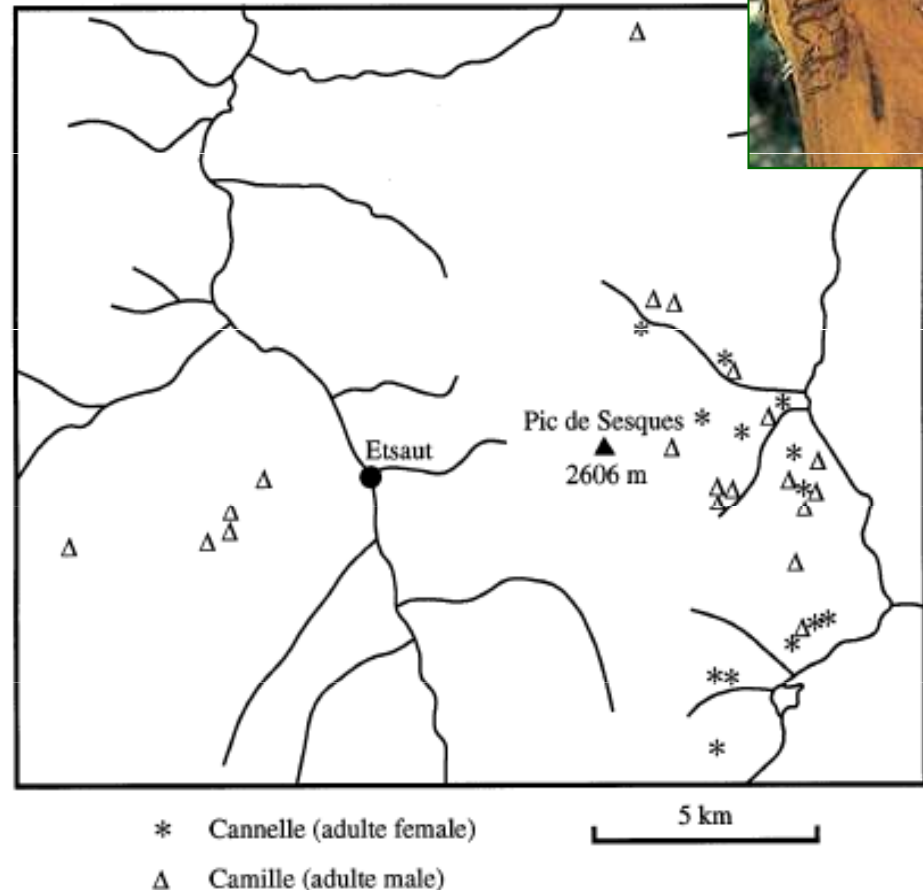 Pic de Sesques
Etsaut
2606 m
* Cannelle (adulte female)
5 km
Δ Camille (adulte male)